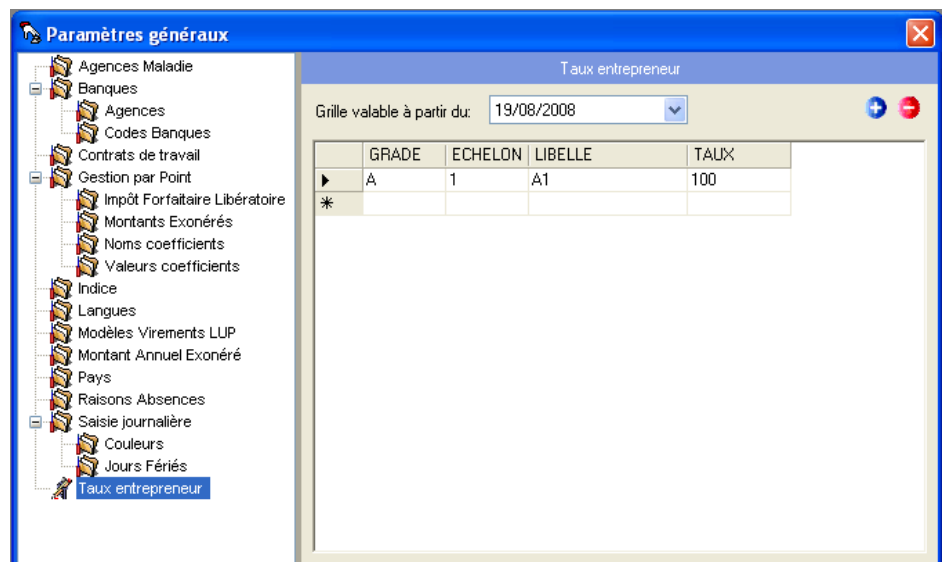 Paramètres généraux
Agences Maladie
Banques
Agences
Codes Banques
Contrats de travail
Gestion par Point
Impôt Forfaitaire Libératoire
Montants Exonérés
Noms coefficients
Valeurs coefficients
Indice
Langues
Modèles Virements LUP
Montant Annuel Exonéré
Pays
Raisons Absences
Saisie journalière
Couleurs
Jours Fériés
Taux entrepreneur
Taux entrepreneur
Grille valable à partir du: 19/08/2008
GRADE ECHELON LIBELLE TAUX
A 1 A1 100